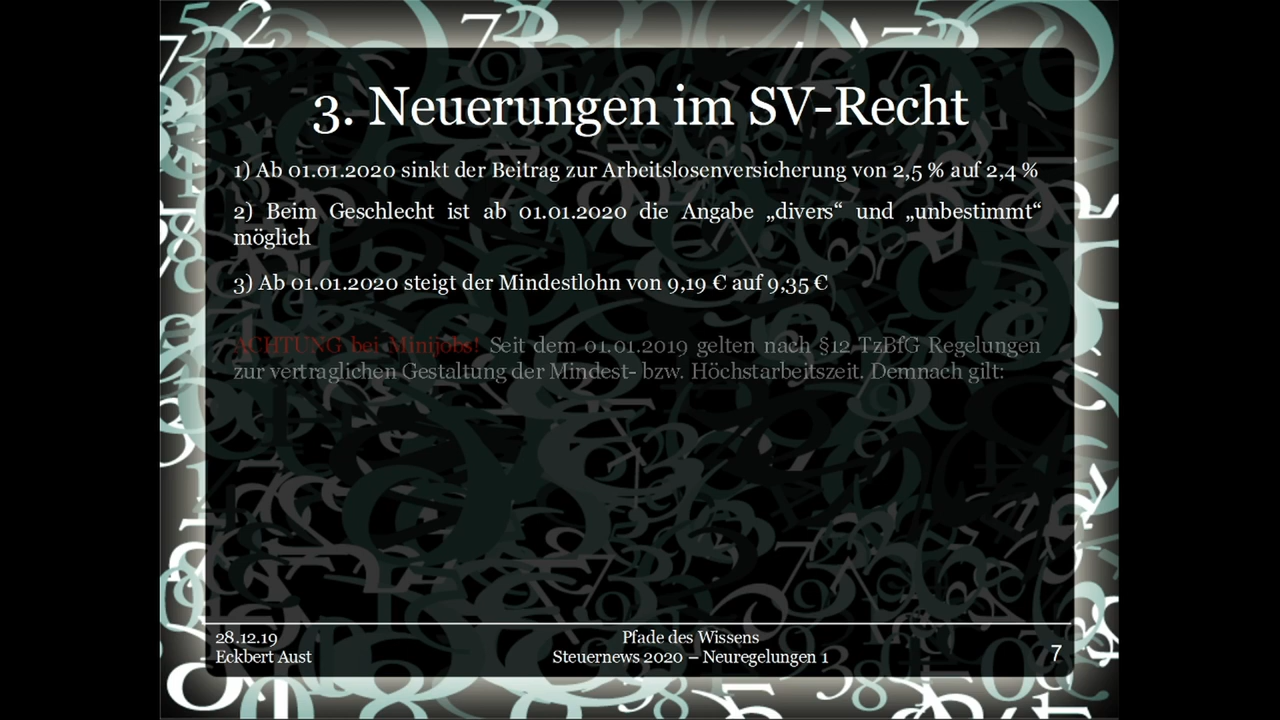 3. Neuerungen im SV-Recht
1) Ab 01.01.2020 sinkt der Beitrag zur Arbeitslosenversicherung von 2,5 % auf 2,4 %
2) Beim Geschlecht ist ab 01.01.2020 die Angabe „divers“ und „unbestimmt“
möglich
3) Ab 01.01.2020 steigt der Mindestlohn von 9,19 € auf 9,35 €
ACHTUNG bei Minijobs! Seit dem 01.01.2019 gelten nach §12 TzBfG Regelungen
zur vertraglichen Gestaltung der Mindest- bzw. Höchstarbeitszeit. Demnach gilt:
28.12.19
Eckbert Aust
Pfade des Wissens
Steuernews 2020 – Neuregelungen 1
7